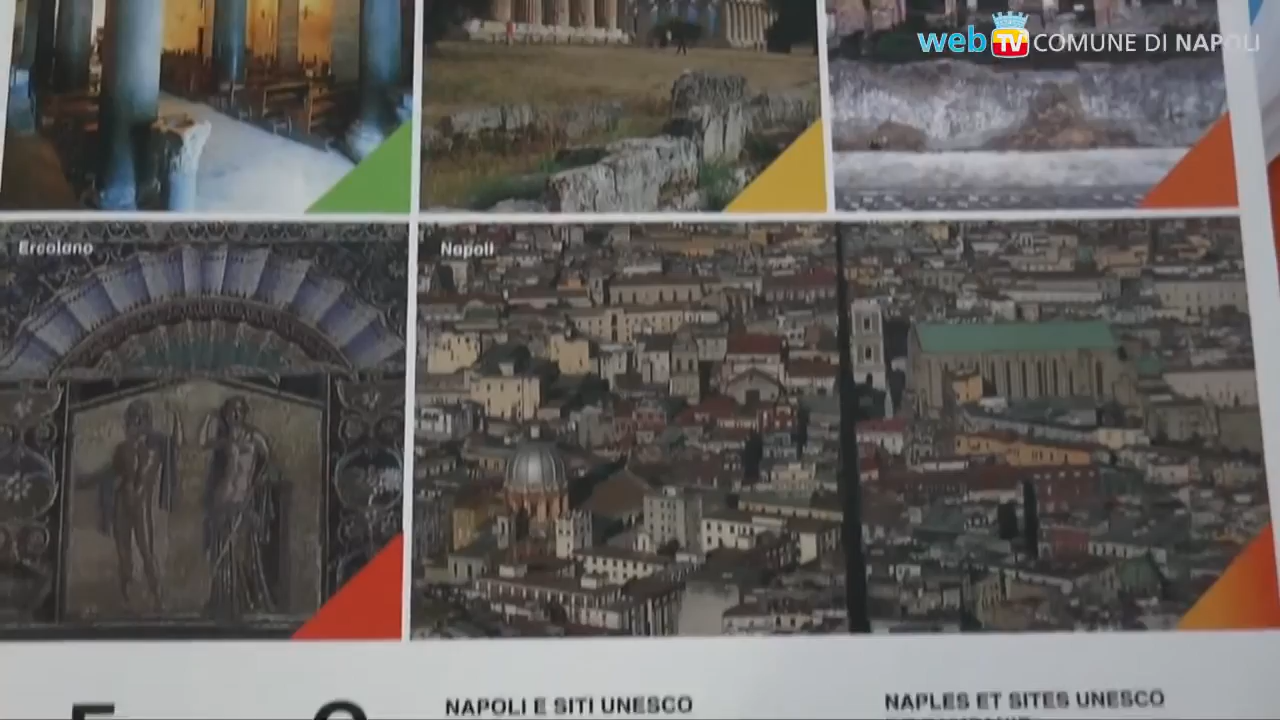 web TV COMUNE DI NAPOLI
Ercolano
Napoli
NAPOLI E SITI UNESCO
NAPLES ET SITES UNESCO